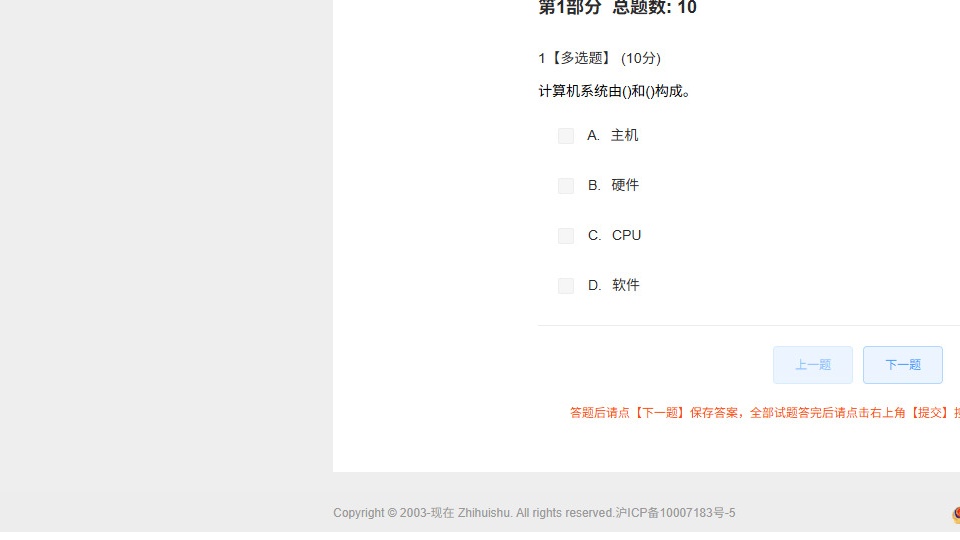 第1部分 总题数: 10
1【多选题】 (10分)
计算机系统由()和()构成。
A. 主机
B. 硬件
C. CPU
D. 软件
上一题 下一题
答题后请点【下一题】保存答案，全部试题答完后请点击右上角【提交】
Copyright © 2003-现在 Zhihuishu. All rights reserved.沪ICP备10007183号-5